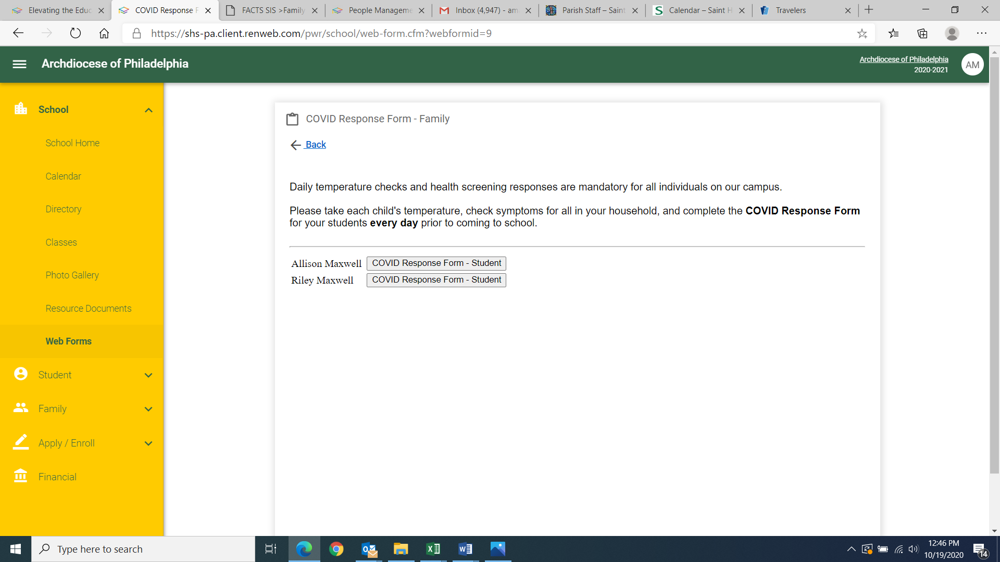 Elevating the Educ
COVID Response F
FACTS SIS >Family
People Manageme
Inbox (4,947) - am
Parish Staff – Saint
Calendar – Saint H
Travelers
https://shs-pa.client.renweb.com/pwr/school/web-form.cfm?webformid=9
Archdiocese of Philadelphia
Archdiocese of Philadelphia
2020-2021
AM
School
School Home
Calendar
Directory
Classes
Photo Gallery
Resource Documents
Web Forms
Student
Family
Apply / Enroll
Financial
COVID Response Form - Family
Back
Daily temperature checks and health screening responses are mandatory for all individuals on our campus.
Please take each child's temperature, check symptoms for all in your household, and complete the COVID Response Form
for your students every day prior to coming to school.
Allison Maxwell COVID Response Form - Student
Riley Maxwell COVID Response Form - Student
Type here to search
12:46 PM
10/19/2020
14